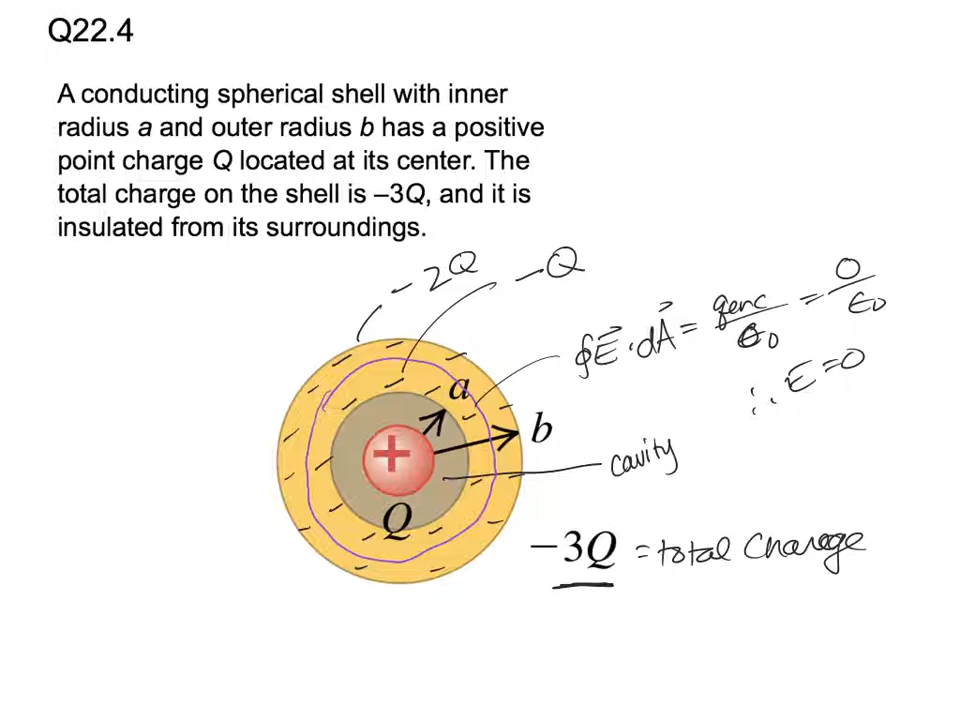 Q22.4
A conducting spherical shell with inner
radius a and outer radius b has a positive
point charge Q located at its center. The
total charge on the shell is –3Q, and it is
insulated from its surroundings.
-2Q
-Q
∮E⃗·dA⃗ = qenc/ϵ0 = 0/ϵ0
∴ E=0
a
b
+
Q
cavity
−3Q = total charge